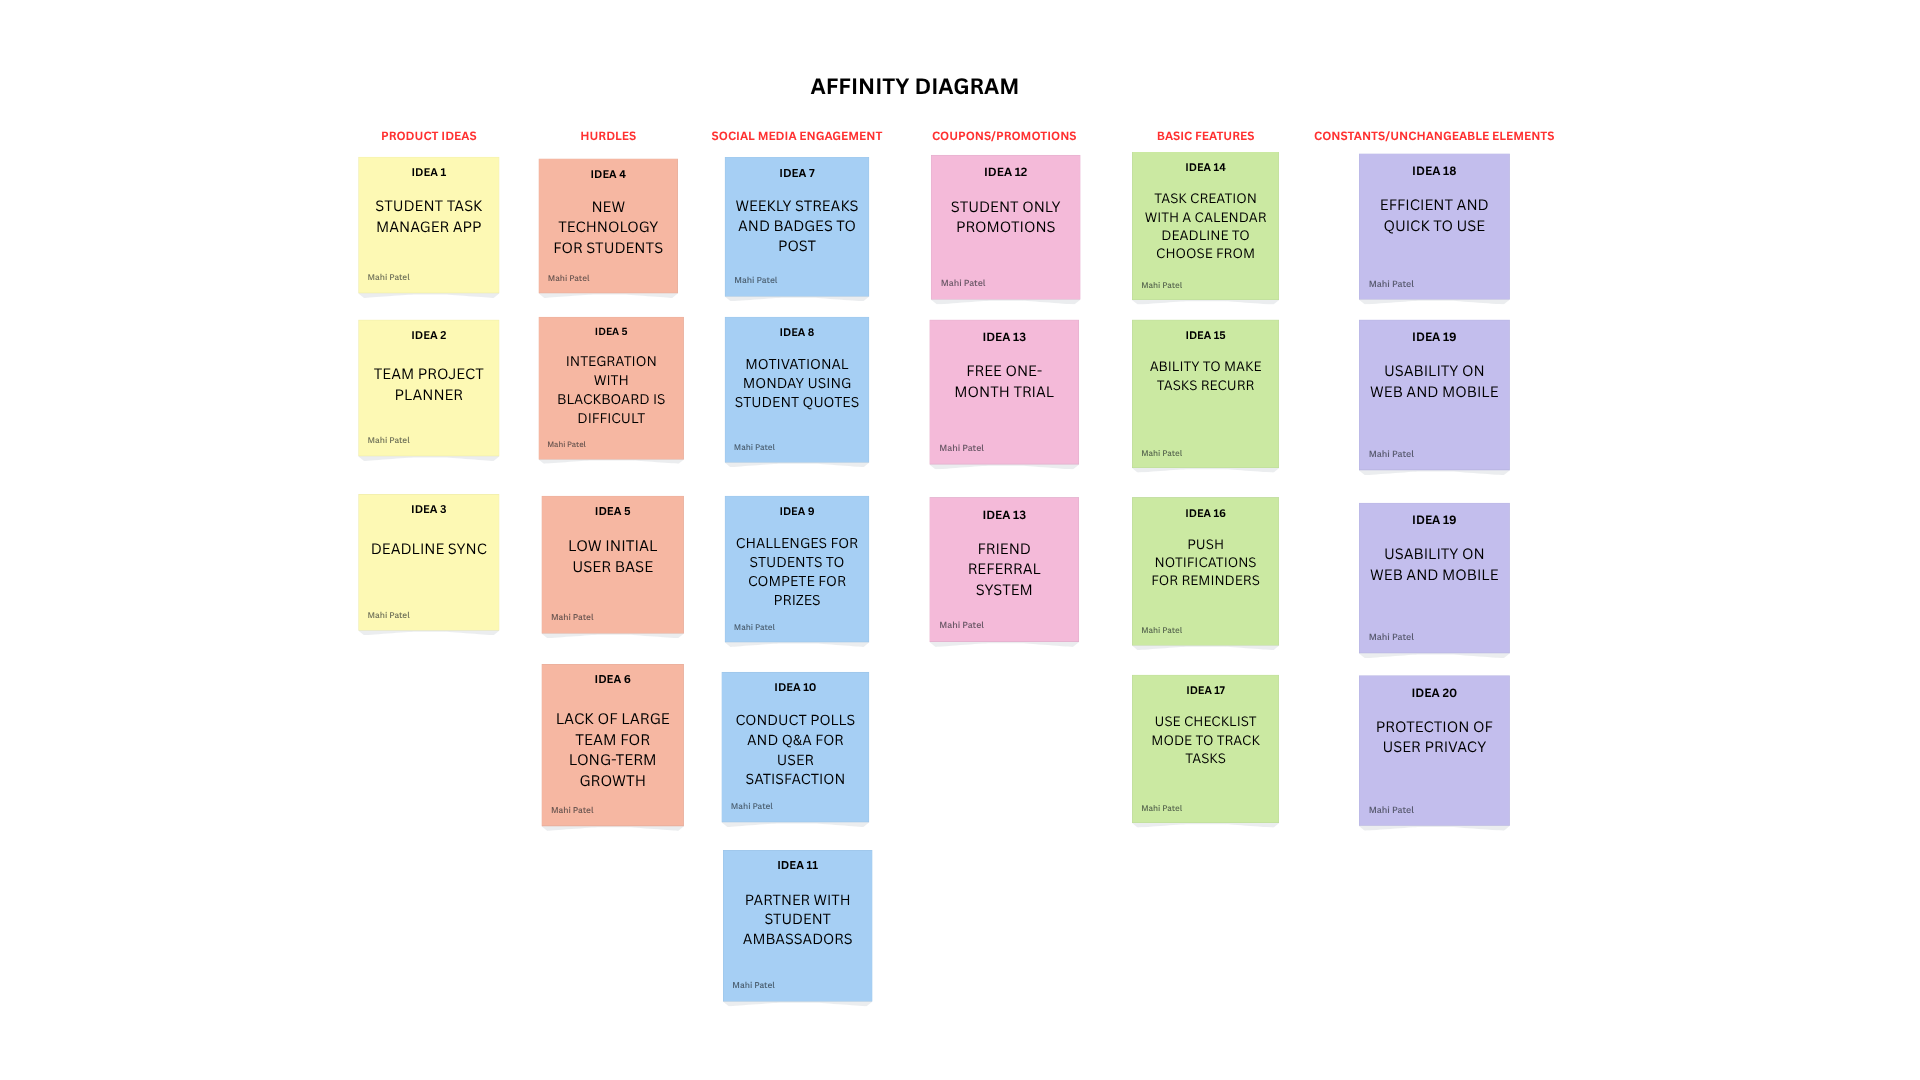 AFFINITY DIAGRAM
PRODUCT IDEAS
IDEA 1
STUDENT TASK
MANAGER APP
Mahi Patel
IDEA 2
TEAM PROJECT
PLANNER
Mahi Patel
IDEA 3
DEADLINE SYNC
Mahi Patel
HURDLES
IDEA 4
NEW
TECHNOLOGY
FOR STUDENTS
Mahi Patel
IDEA 5
INTEGRATION
WITH
BLACKBOARD IS
DIFFICULT
Mahi Patel
IDEA 5
LOW INITIAL
USER BASE
Mahi Patel
IDEA 6
LACK OF LARGE
TEAM FOR
LONG-TERM
GROWTH
Mahi Patel
SOCIAL MEDIA ENGAGEMENT
IDEA 7
WEEKLY STREAKS
AND BADGES TO
POST
Mahi Patel
IDEA 8
MOTIVATIONAL
MONDAY USING
STUDENT QUOTES
Mahi Patel
IDEA 9
CHALLENGES FOR
STUDENTS TO
COMPETE FOR
PRIZES
Mahi Patel
IDEA 10
CONDUCT POLLS
AND Q&A FOR
USER
SATISFACTION
Mahi Patel
IDEA 11
PARTNER WITH
STUDENT
AMBASSADORS
Mahi Patel
COUPONS/PROMOTIONS
IDEA 12
STUDENT ONLY
PROMOTIONS
Mahi Patel
IDEA 13
FREE ONE-
MONTH TRIAL
Mahi Patel
IDEA 13
FRIEND
REFERRAL
SYSTEM
Mahi Patel
BASIC FEATURES
IDEA 14
TASK CREATION
WITH A CALENDAR
DEADLINE TO
CHOOSE FROM
Mahi Patel
IDEA 15
ABILITY TO MAKE
TASKS RECURR
Mahi Patel
IDEA 16
PUSH
NOTIFICATIONS
FOR REMINDERS
Mahi Patel
IDEA 17
USE CHECKLIST
MODE TO TRACK
TASKS
Mahi Patel
CONSTANTS/UNCHANGEABLE ELEMENTS
IDEA 18
EFFICIENT AND
QUICK TO USE
Mahi Patel
IDEA 19
USABILITY ON
WEB AND MOBILE
Mahi Patel
IDEA 19
USABILITY ON
WEB AND MOBILE
Mahi Patel
IDEA 20
PROTECTION OF
USER PRIVACY
Mahi Patel